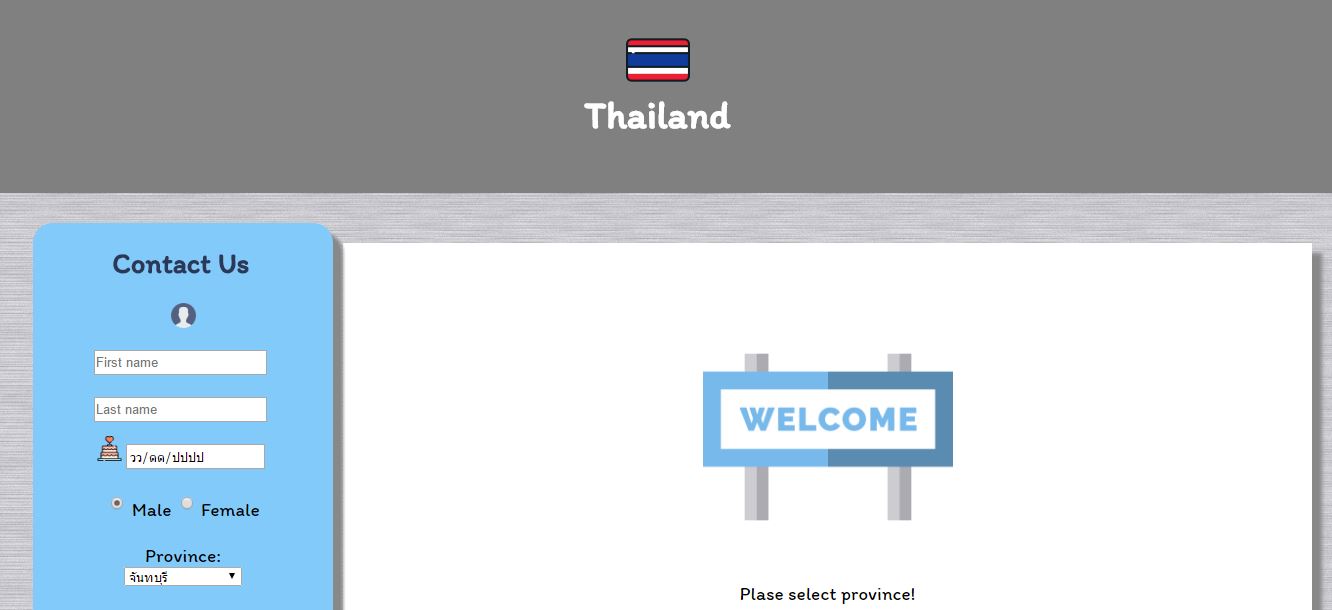 Thailand
Contact Us
First name
Last name
วว/ดด/ปปปป
Male Female
Province:
จันทบุรี
WELCOME
Plase select province!